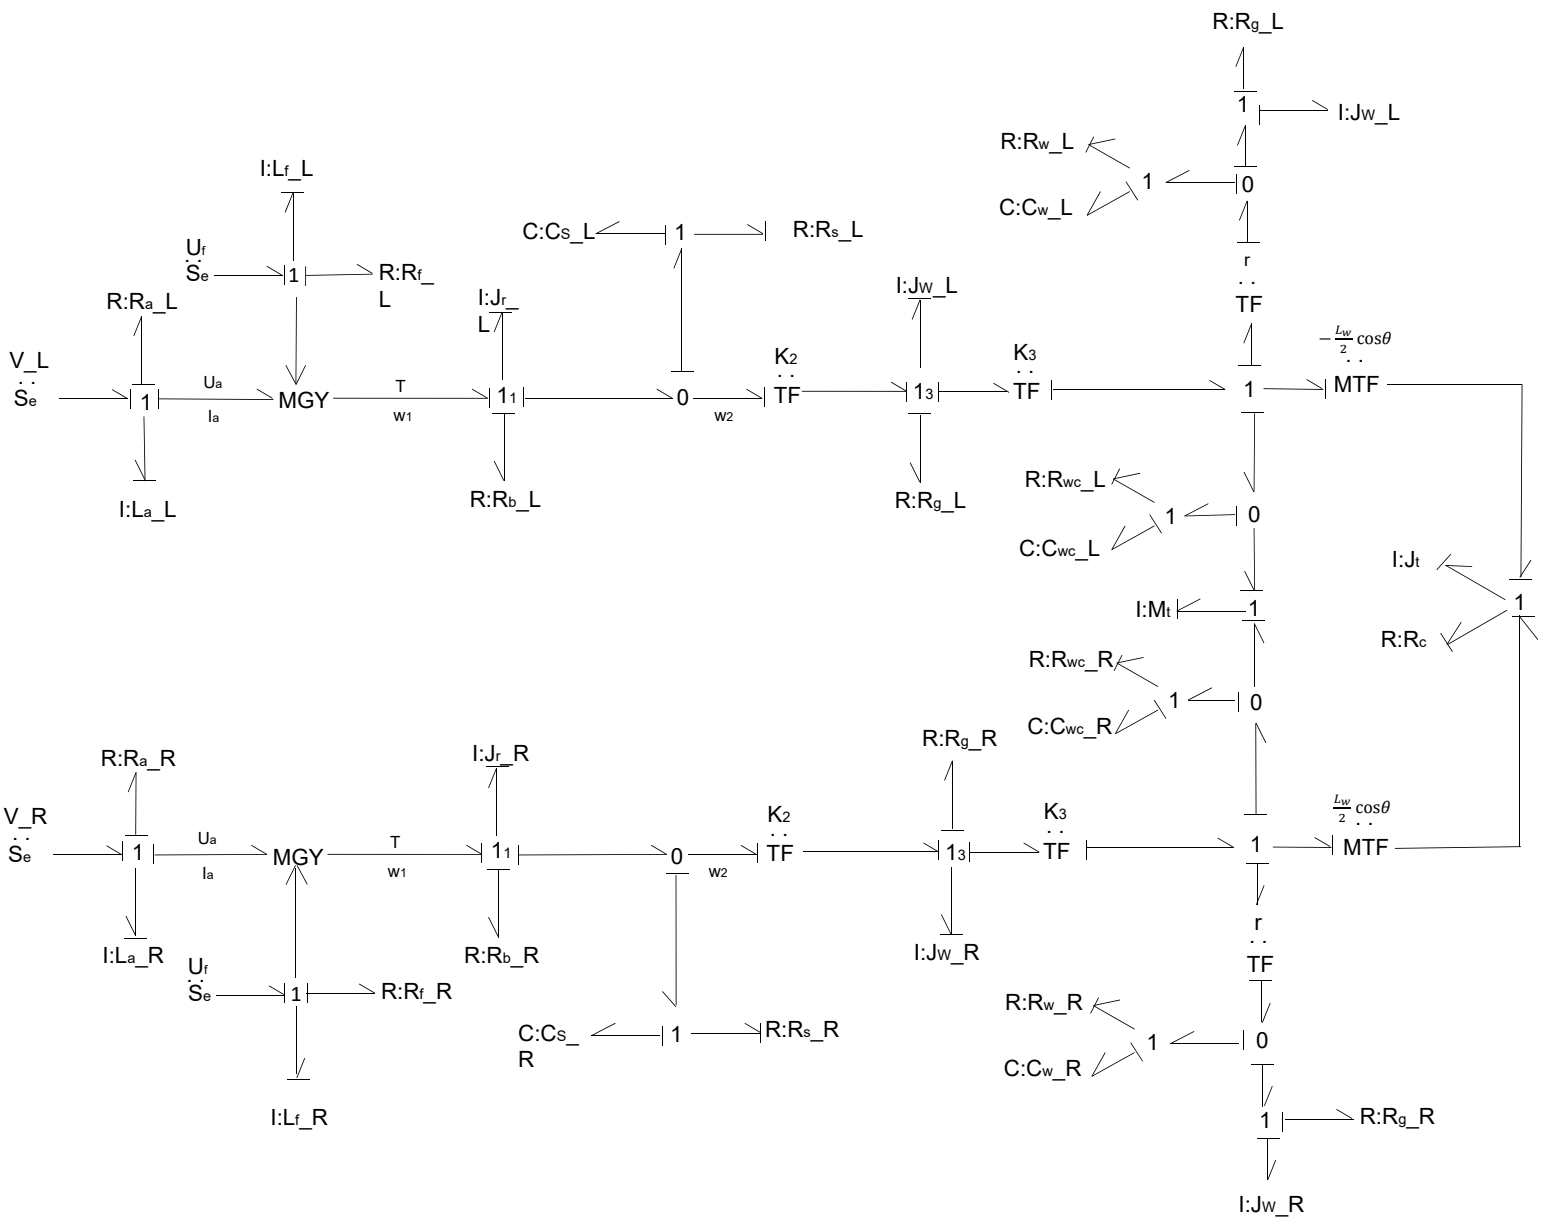 R:Rg_L
1
I:JW_L
R:Rw_L
1
0
C:Cw_L
I:Lf_L
C:CS_L
1
R:Rs_L
Uf
Se
1
R:Rf_
L
r
TF
R:Ra_L
I:Jr_
L
I:JW_L
V_L
Se
1
Ua
Ia
MGY
T
w1
11
0
w2
K2
TF
13
K3
TF
1
−Lw/2 cosθ
MTF
I:La_L
R:Rb_L
R:Rg_L
R:Rwc_L
1
0
C:Cwc_L
I:Jt
1
R:Rc
I:Mt
1
R:Rwc_R
1
0
C:Cwc_R
R:Ra_R
I:Jr_R
R:Rg_R
V_R
Se
1
Ua
Ia
MGY
T
w1
11
0
w2
K2
TF
13
K3
TF
1
Lw/2 cosθ
MTF
I:La_R
R:Rb_R
I:JW_R
r
TF
Uf
Se
1
R:Rf_R
C:CS_
R
1
R:Rs_R
R:Rw_R
1
0
C:Cw_R
I:Lf_R
1
R:Rg_R
I:JW_R